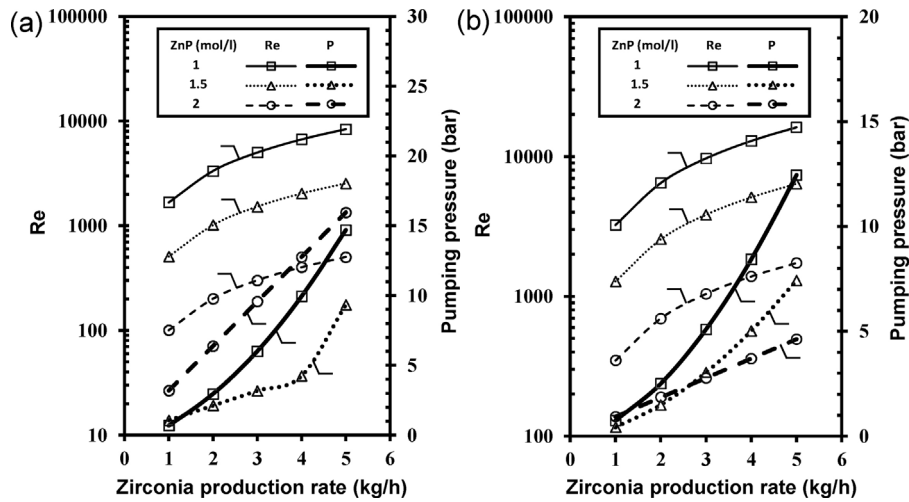 (a)
100000
10000
1000
100
10
Re
ZnP (mol/l) Re P
1
1.5
2
30
25
20
15
10
5
0
Pumping pressure (bar)
0 1 2 3 4 5 6
Zirconia production rate (kg/h)
(b)
100000
10000
1000
100
Re
ZnP (mol/l) Re P
1
1.5
2
20
15
10
5
0
Pumping pressure (bar)
0 1 2 3 4 5 6
Zirconia production rate (kg/h)